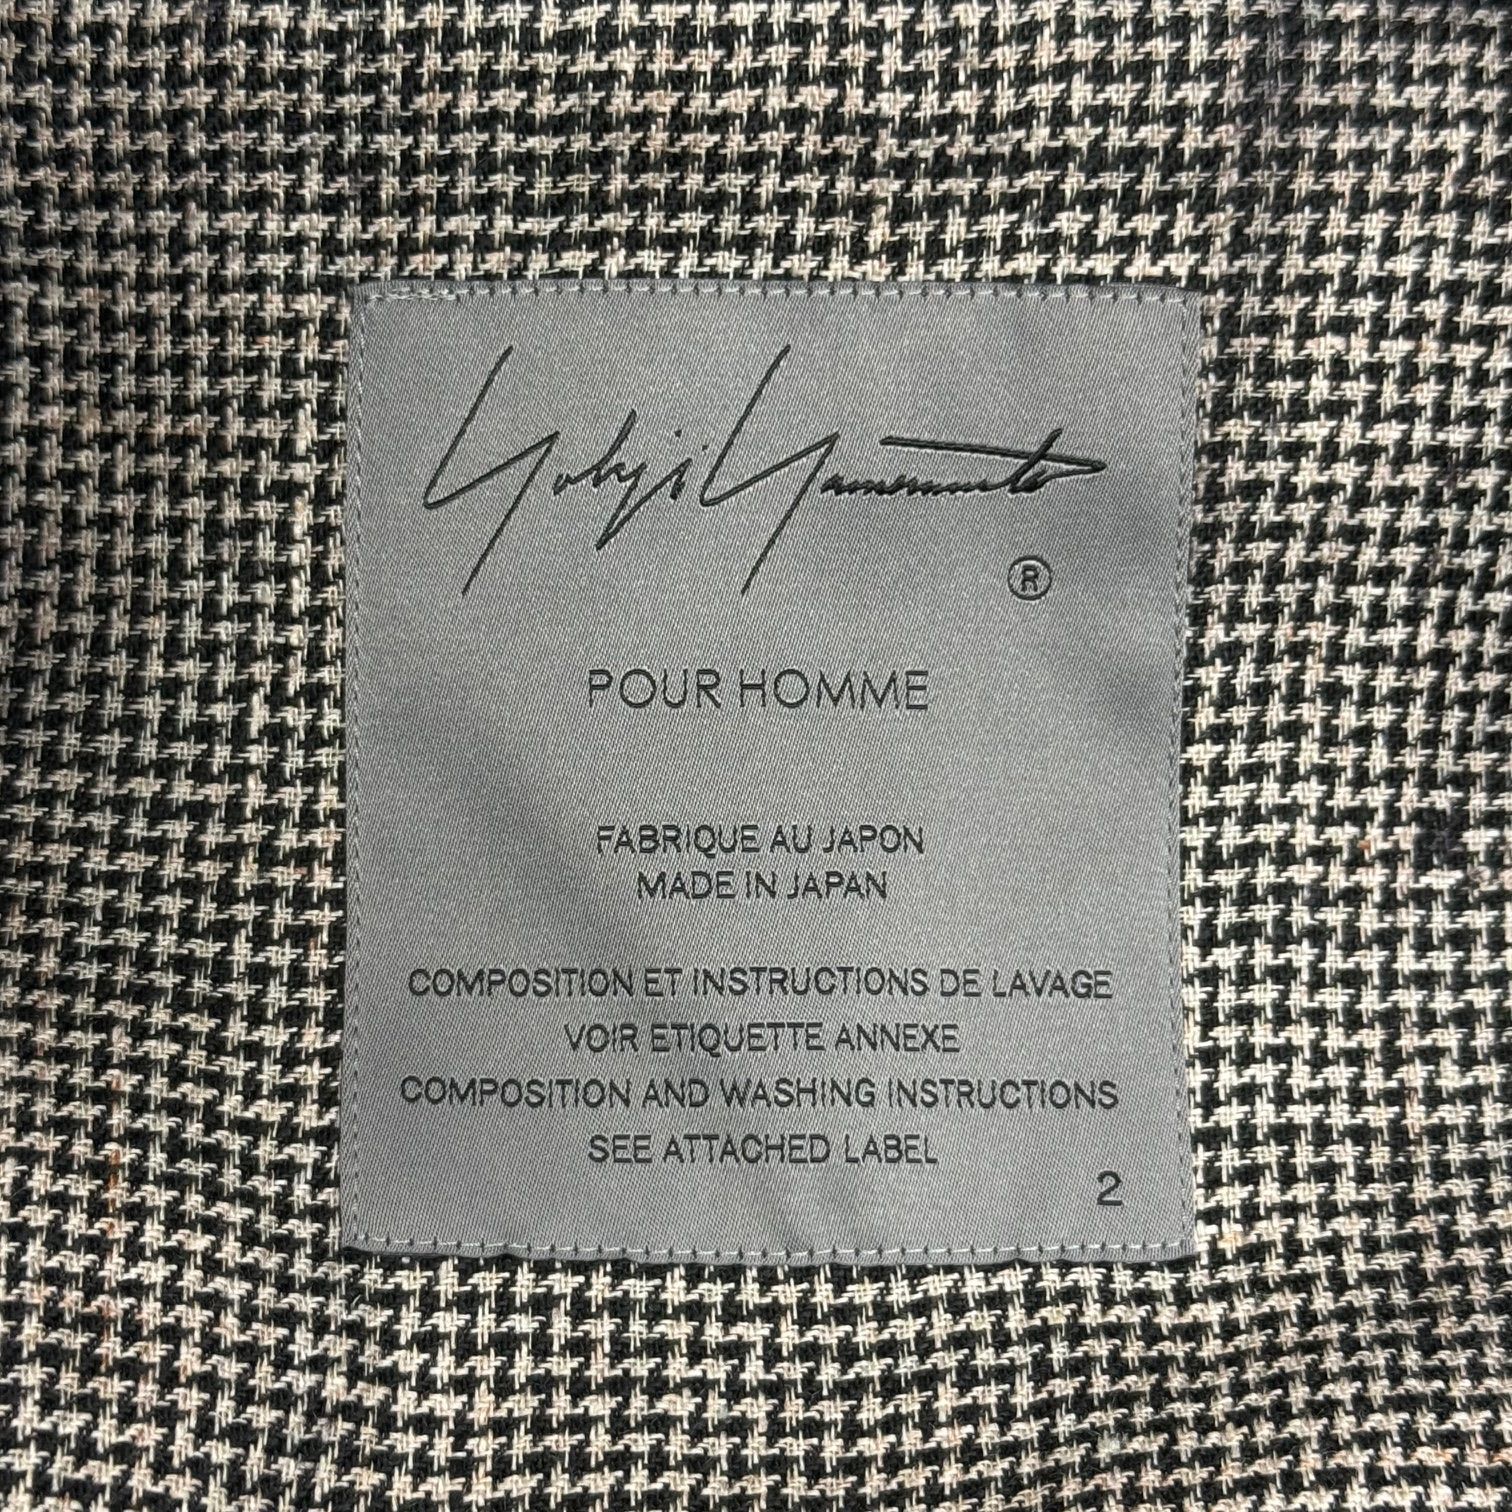 Yohji Yamamoto
®
POUR HOMME
FABRIQUE AU JAPON
MADE IN JAPAN
COMPOSITION ET INSTRUCTIONS DE LAVAGE
VOIR ETIQUETTE ANNEXE
COMPOSITION AND WASHING INSTRUCTIONS
SEE ATTACHED LABEL
2